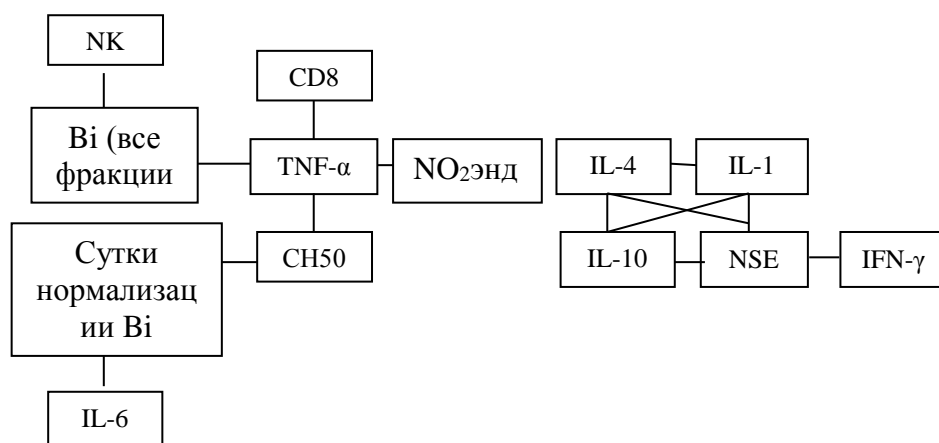 NK
CD8
Bi (все
фракции
TNF-α
NO₂энд
IL-4
IL-1
Сутки
нормализац
ии Bi
CH50
IL-10
NSE
IFN-γ
IL-6